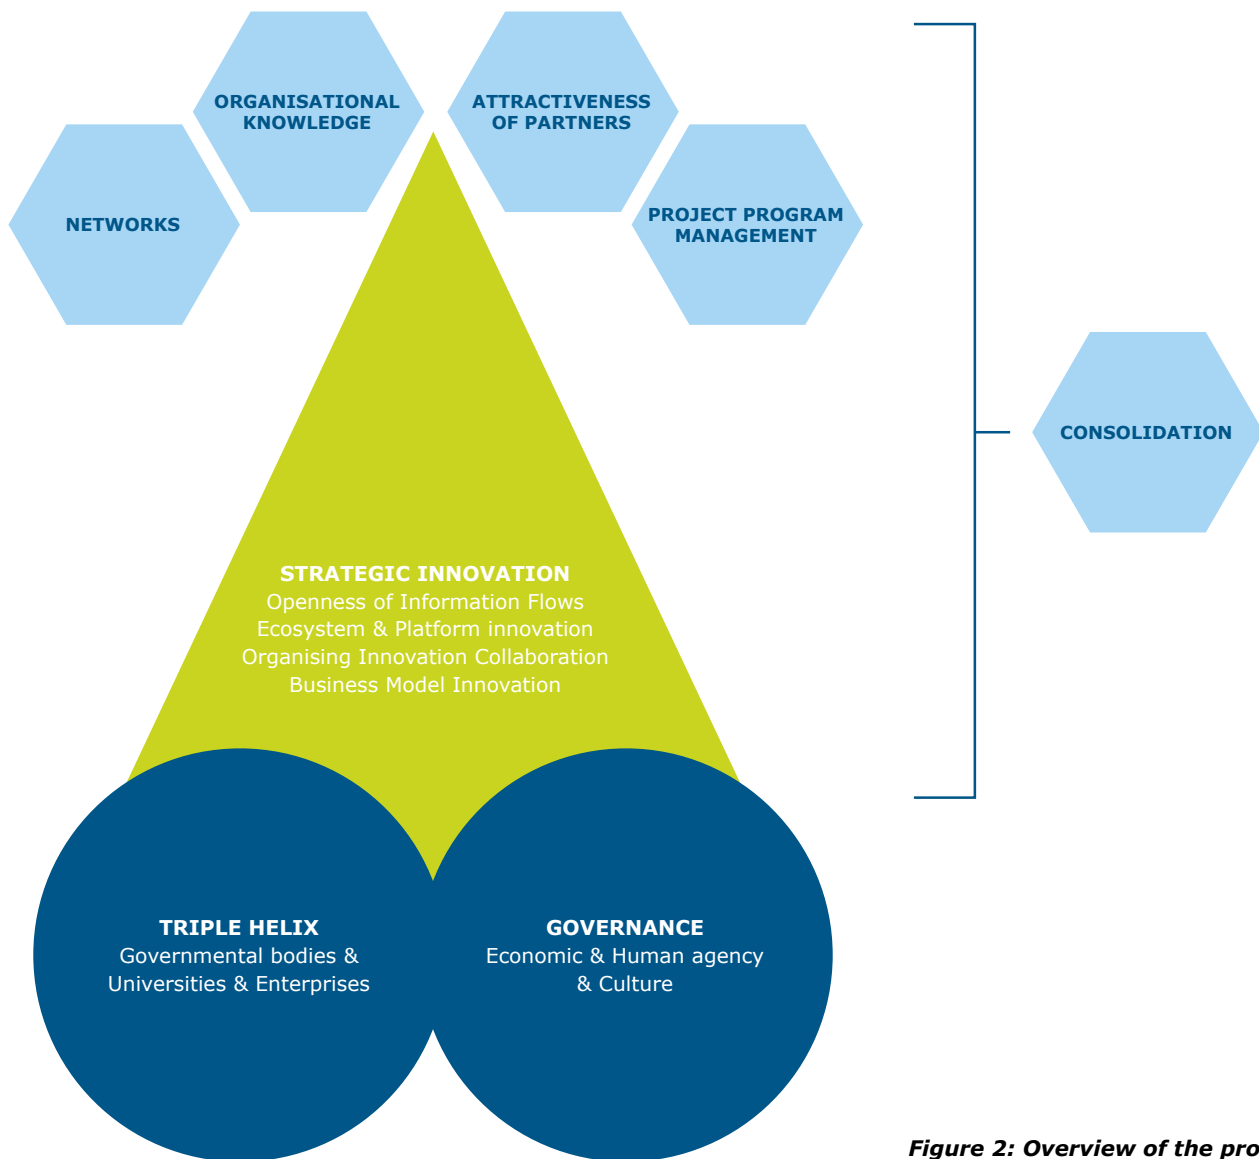 ORGANISATIONAL
KNOWLEDGE
ATTRACTIVENESS
OF PARTNERS
NETWORKS
PROJECT PROGRAM
MANAGEMENT
CONSOLIDATION
STRATEGIC INNOVATION
Openness of Information Flows
Ecosystem & Platform innovation
Organising Innovation Collaboration
Business Model Innovation
TRIPLE HELIX
Governmental bodies &
Universities & Enterprises
GOVERNANCE
Economic & Human agency
& Culture
Figure 2: Overview of the